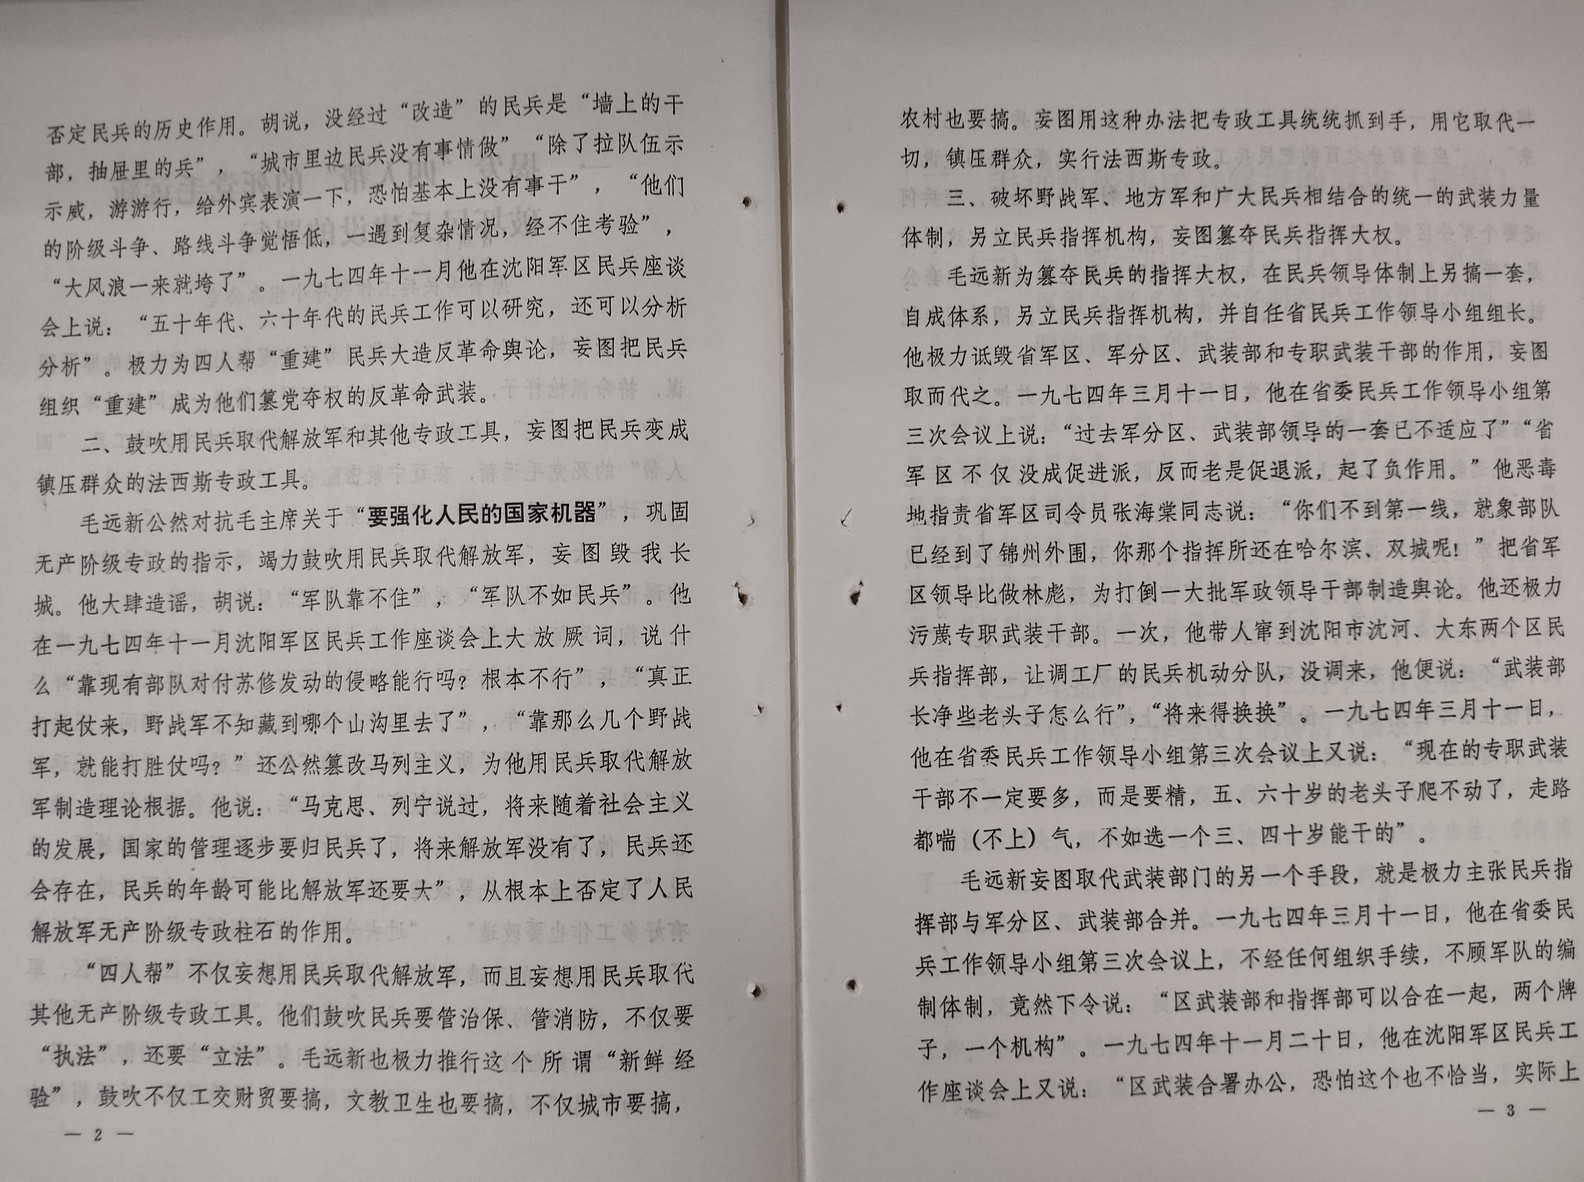 否定民兵的历史作用。胡说，没经过“改造”的民兵是“墙上的干
部，抽屉里的兵”，“城市里边民兵没有事情做”“除了拉队伍示
示威，游游行，给外宾表演一下，恐怕基本上没有事干”，“他们
的阶级斗争、路线斗争觉悟低，一遇到复杂情况，经不住考验”，
“大风浪一来就垮了”。一九七四年十一月他在沈阳军区民兵座谈
会上说：“五十年代、六十年代的民兵工作可以研究，还可以分析
分析”。极力为四人帮“重建”民兵大造反革命舆论，妄图把民兵
组织“重建”成为他们篡党夺权的反革命武装。
二、鼓吹用民兵取代解放军和其他专政工具，妄图把民兵变成
镇压群众的法西斯专政工具。
毛远新公然对抗毛主席关于“要强化人民的国家机器”，巩固
无产阶级专政的指示，竭力鼓吹用民兵取代解放军，妄图毁我长
城。他大肆造谣，胡说：“军队靠不住”，“军队不如民兵”。他
在一九七四年十一月沈阳军区民兵工作座谈会上大放厥词，说什
么“靠现有部队对付苏修发动的侵略能行吗？根本不行”，“真正
打起仗来，野战军不知藏到哪个山沟里去了”，“靠那么几个野战
军，就能打胜仗吗？”还公然篡改马列主义，为他用民兵取代解放
军制造理论根据。他说：“马克思、列宁说过，将来随着社会主义
的发展，国家的管理逐步要归民兵了，将来解放军没有了，民兵还
会存在，民兵的年龄可能比解放军还要大”，从根本上否定了人民
解放军无产阶级专政柱石的作用。
“四人帮”不仅妄想用民兵取代解放军，而且妄想用民兵取代
其他无产阶级专政工具。他们鼓吹民兵要管治保、管消防，不仅要
“执法”，还要“立法”。毛远新也极力推行这个所谓“新鲜经
验”，鼓吹不仅工交财贸要搞，文教卫生也要搞，不仅城市要搞，
— 2 —
农村也要搞。妄图用这种办法把专政工具统统抓到手，用它取代一
切，镇压群众，实行法西斯专政。
三、破坏野战军、地方军和广大民兵相结合的统一的武装力量
体制，另立民兵指挥机构，妄图篡夺民兵指挥大权。
毛远新为篡夺民兵的指挥大权，在民兵领导体制上另搞一套，
自成体系，另立民兵指挥机构，并自任省民兵工作领导小组组长。
他极力诋毁省军区、军分区、武装部和专职武装干部的作用，妄图
取而代之。一九七四年三月十一日，他在省委民兵工作领导小组第
三次会议上说：“过去军分区、武装部领导的一套已不适应了”“省
军区不仅没成促进派，反而老是促退派，起了负作用。”他恶毒
地指责省军区司令员张海棠同志说：“你们不到第一线，就象部队
已经到了锦州外围，你那个指挥所还在哈尔滨、双城呢！”把省军
区领导比做林彪，为打倒一大批军政领导干部制造舆论。他还极力
污蔑专职武装干部。一次，他带人窜到沈阳市沈河、大东两个区民
兵指挥部，让调工厂的民兵机动分队，没调来，他便说：“武装部
长净些老头子怎么行”，“将来得换换”。一九七四年三月十一日，
他在省委民兵工作领导小组第三次会议上又说：“现在的专职武装
干部不一定要多，而是要精，五、六十岁的老头子爬不动了，走路
都喘（不上）气，不如选一个三、四十岁能干的”。
毛远新妄图取代武装部门的另一个手段，就是极力主张民兵指
挥部与军分区、武装部合并。一九七四年三月十一日，他在省委民
兵工作领导小组第三次会议上，不经任何组织手续，不顾军队的编
制体制，竟然下令说：“区武装部和指挥部可以合在一起，两个牌
子，一个机构”。一九七四年十一月二十日，他在沈阳军区民兵工
作座谈会上又说：“区武装合署办公，恐怕这个也不恰当，实际上
— 3 —